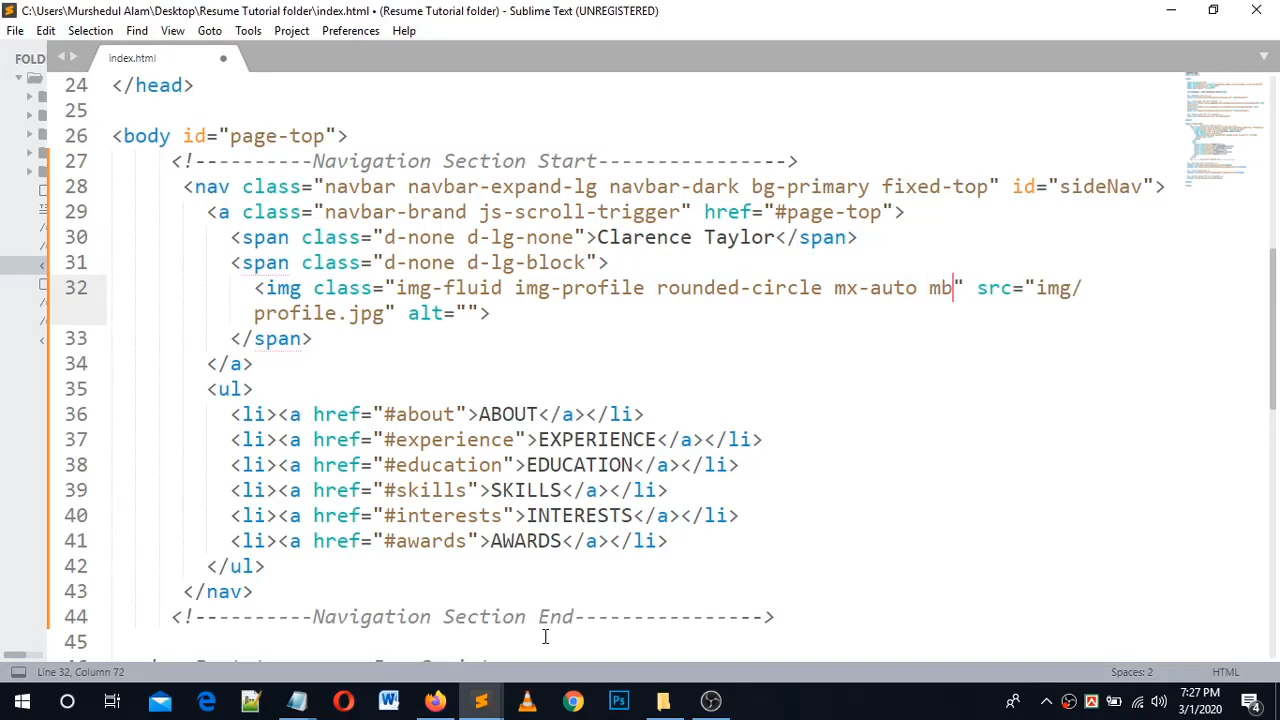 C:\Users\Murshedul Alam\Desktop\Resume Tutorial folder\index.html • (Resume Tutorial folder) - Sublime Text (UNREGISTERED)
File Edit Selection Find View Goto Tools Project Preferences Help
FOLD
index.html
24 </head>
25
26 <body id="page-top">
27 <!----------Navigation Section Start--------------->
28 <nav class="navbar navbar-expand-lg navbar-dark bg-primary fixed-top" id="sideNav">
29 <a class="navbar-brand js-scroll-trigger" href="#page-top">
30 <span class="d-none d-lg-none">Clarence Taylor</span>
31 <span class="d-none d-lg-block">
32 <img class="img-fluid img-profile rounded-circle mx-auto mb" src="img/
profile.jpg" alt="">
33 </span>
34 </a>
35 <ul>
36 <li><a href="#about">ABOUT</a></li>
37 <li><a href="#experience">EXPERIENCE</a></li>
38 <li><a href="#education">EDUCATION</a></li>
39 <li><a href="#skills">SKILLS</a></li>
40 <li><a href="#interests">INTERESTS</a></li>
41 <li><a href="#awards">AWARDS</a></li>
42 </ul>
43 </nav>
44 <!----------Navigation Section End--------------->
45
Line 32, Column 72
Spaces: 2
HTML
7:27 PM
3/1/2020
4